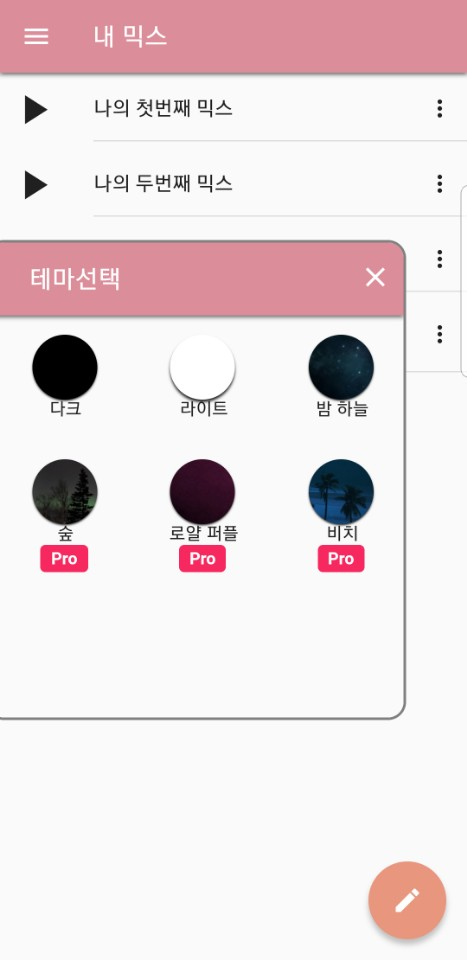 내 믹스
나의 첫번째 믹스
나의 두번째 믹스
테마선택
다크 라이트 밤 하늘
숲 로얄 퍼플 비치
Pro Pro Pro